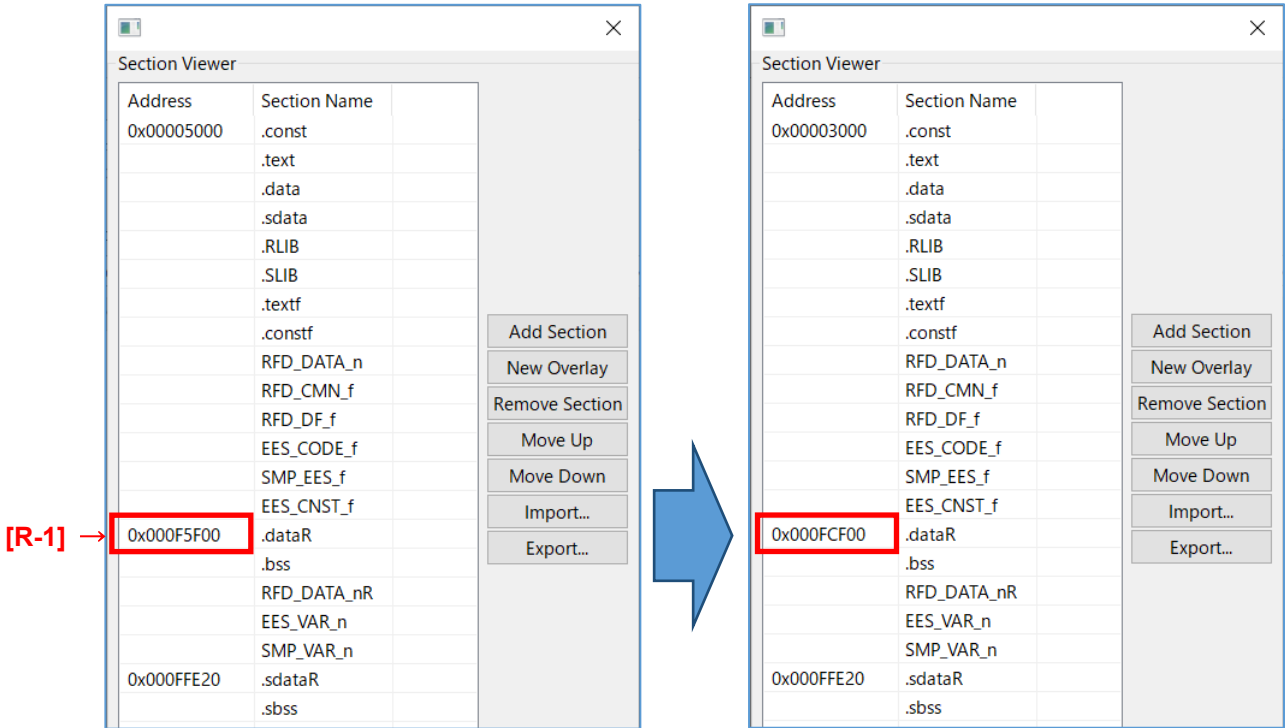 Section Viewer
Address Section Name
0x00005000 .const
.text
.data
.sdata
.RLIB
.SLIB
.textf
.constf
RFD_DATA_n
RFD_CMN_f
RFD_DF_f
EES_CODE_f
SMP_EES_f
EES_CNST_f
[R-1] → 0x000F5F00 .dataR
.bss
RFD_DATA_nR
EES_VAR_n
SMP_VAR_n
0x000FFE20 .sdataR
.sbss
Add Section
New Overlay
Remove Section
Move Up
Move Down
Import...
Export...
Section Viewer
Address Section Name
0x00003000 .const
.text
.data
.sdata
.RLIB
.SLIB
.textf
.constf
RFD_DATA_n
RFD_CMN_f
RFD_DF_f
EES_CODE_f
SMP_EES_f
EES_CNST_f
0x000FCF00 .dataR
.bss
RFD_DATA_nR
EES_VAR_n
SMP_VAR_n
0x000FFE20 .sdataR
.sbss
Add Section
New Overlay
Remove Section
Move Up
Move Down
Import...
Export...